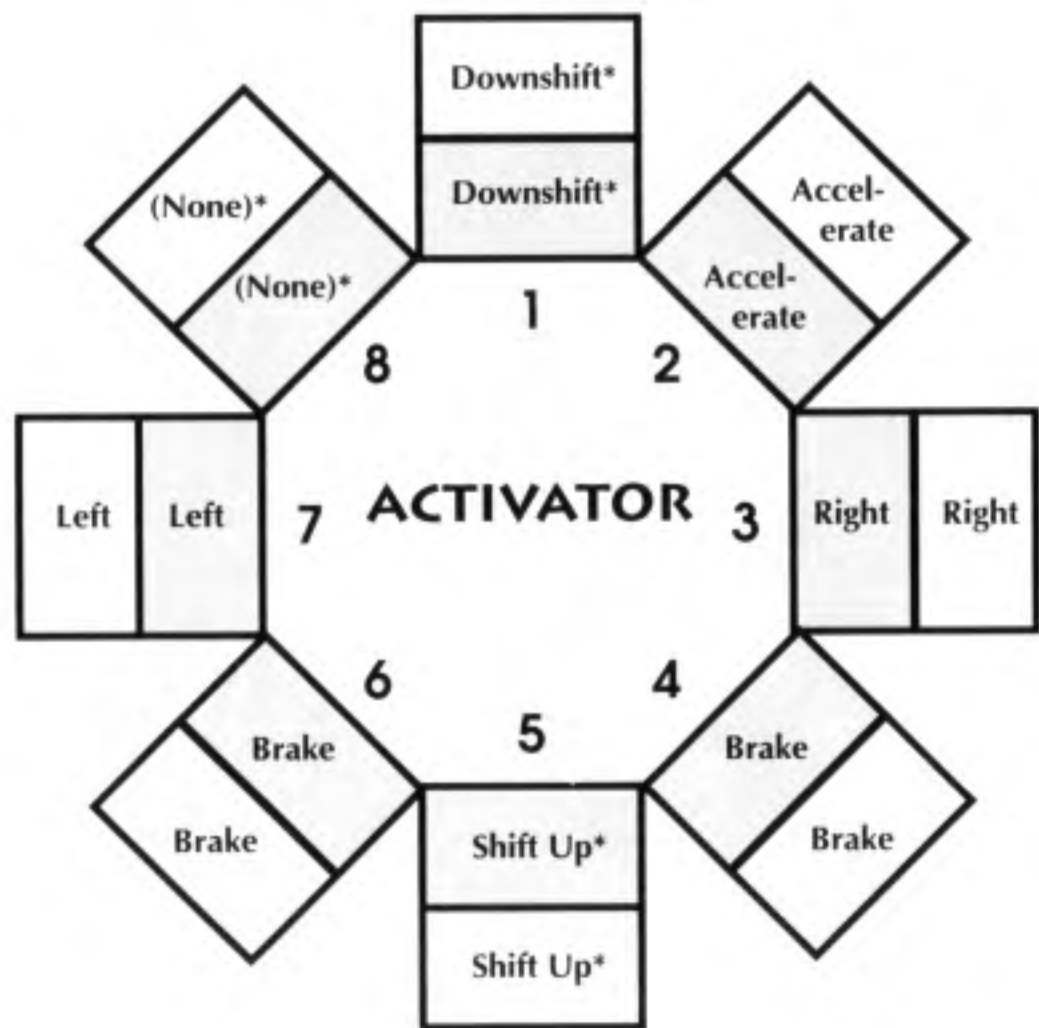 Downshift*
Downshift*
1
Accel-
erate
Accel-
erate
2
(None)*
(None)*
8
Left
Left
7
ACTIVATOR
3
Right
Right
6
Brake
Brake
5
Shift Up*
Shift Up*
4
Brake
Brake